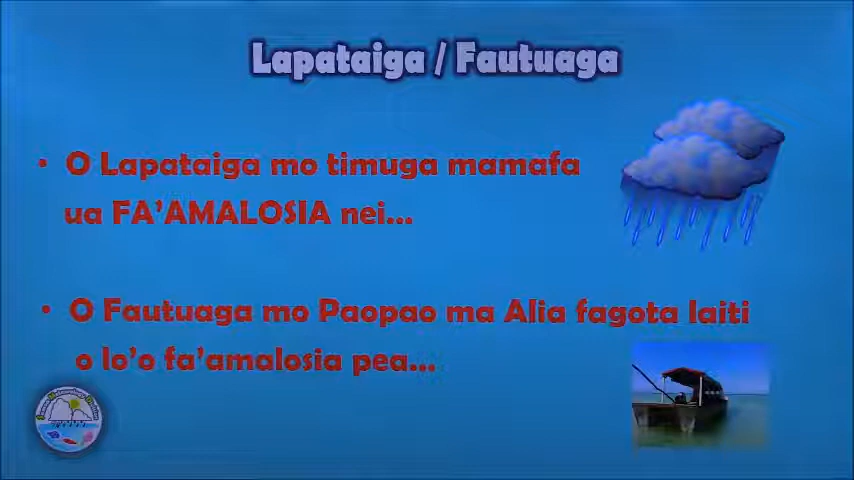 Lapataiga / Fautuaga
• O Lapataiga mo timuga mamafa
ua FA'AMALOSIA nei...
• O Fautuaga mo Paopao ma Alia fagota laiti
o lo'o fa'amalosia pea...